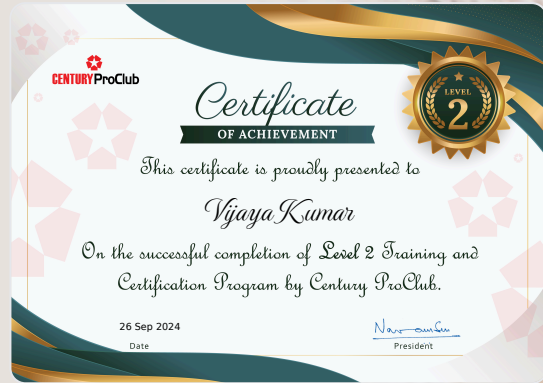 CENTURY ProClub
LEVEL
2
Certificate
OF ACHIEVEMENT
This certificate is proudly presented to
Vijaya Kumar
On the successful completion of Level 2 Training and
Certification Program by Century ProClub.
26 Sep 2024
Date
President